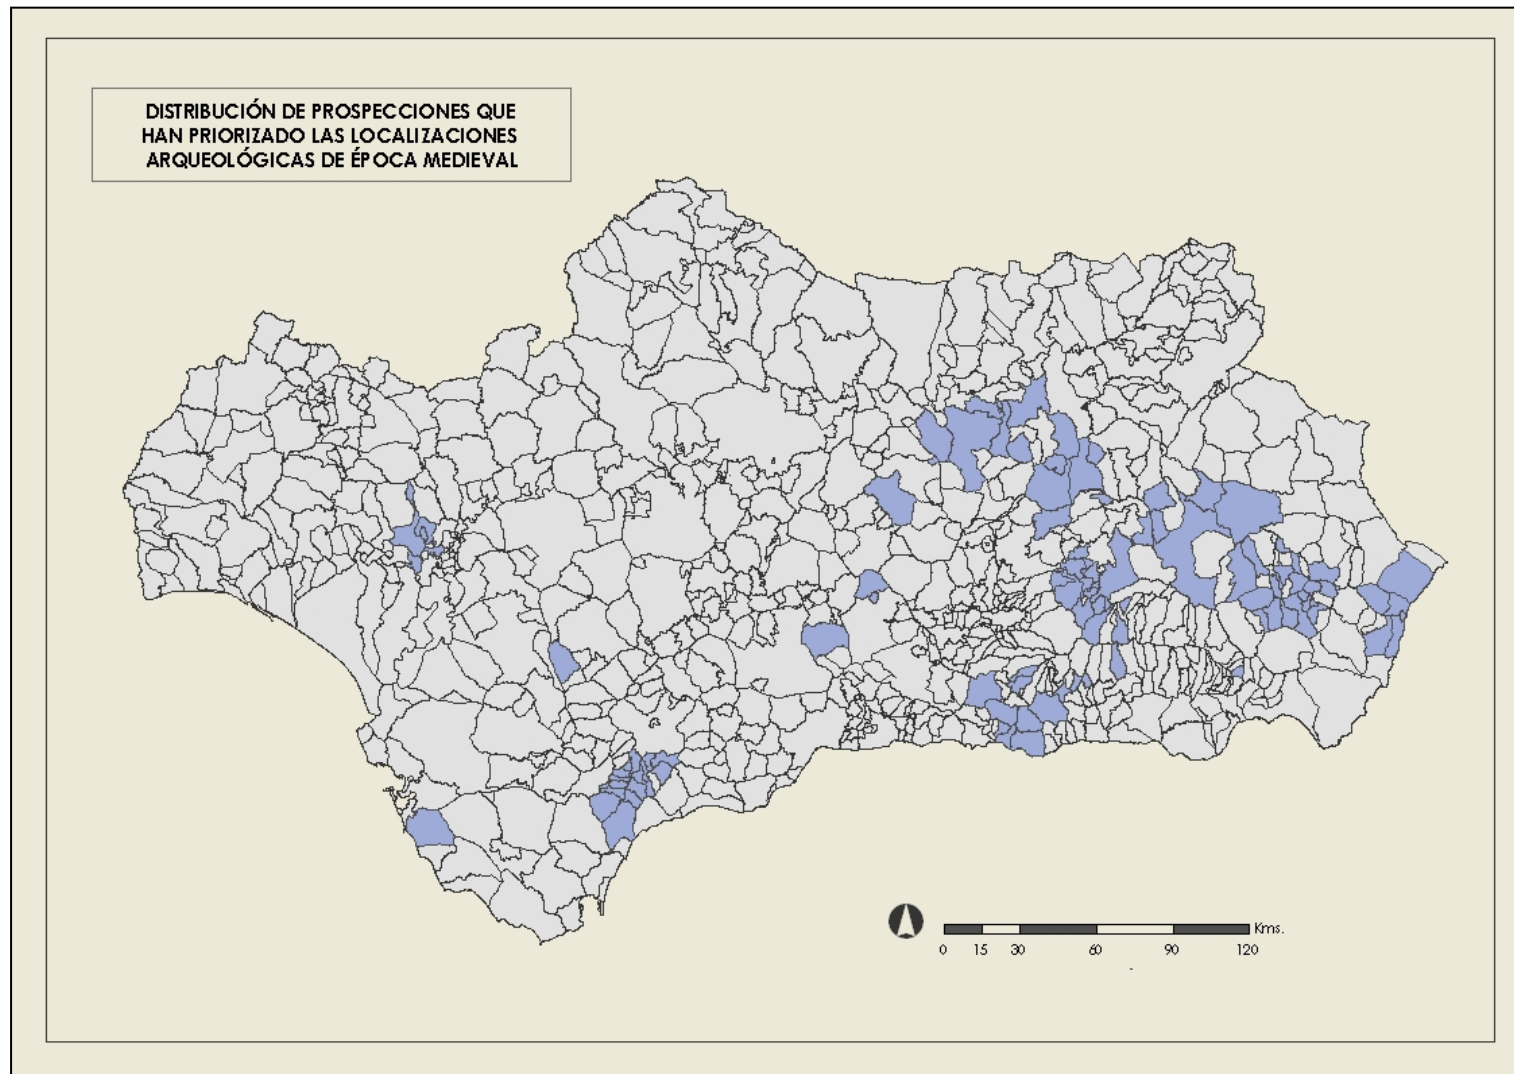 DISTRIBUCIÓN DE PROSPECCIONES QUE
HAN PRIORIZADO LAS LOCALIZACIONES
ARQUEOLÓGICAS DE ÉPOCA MEDIEVAL
Kms.
0 15 30 60 90 120